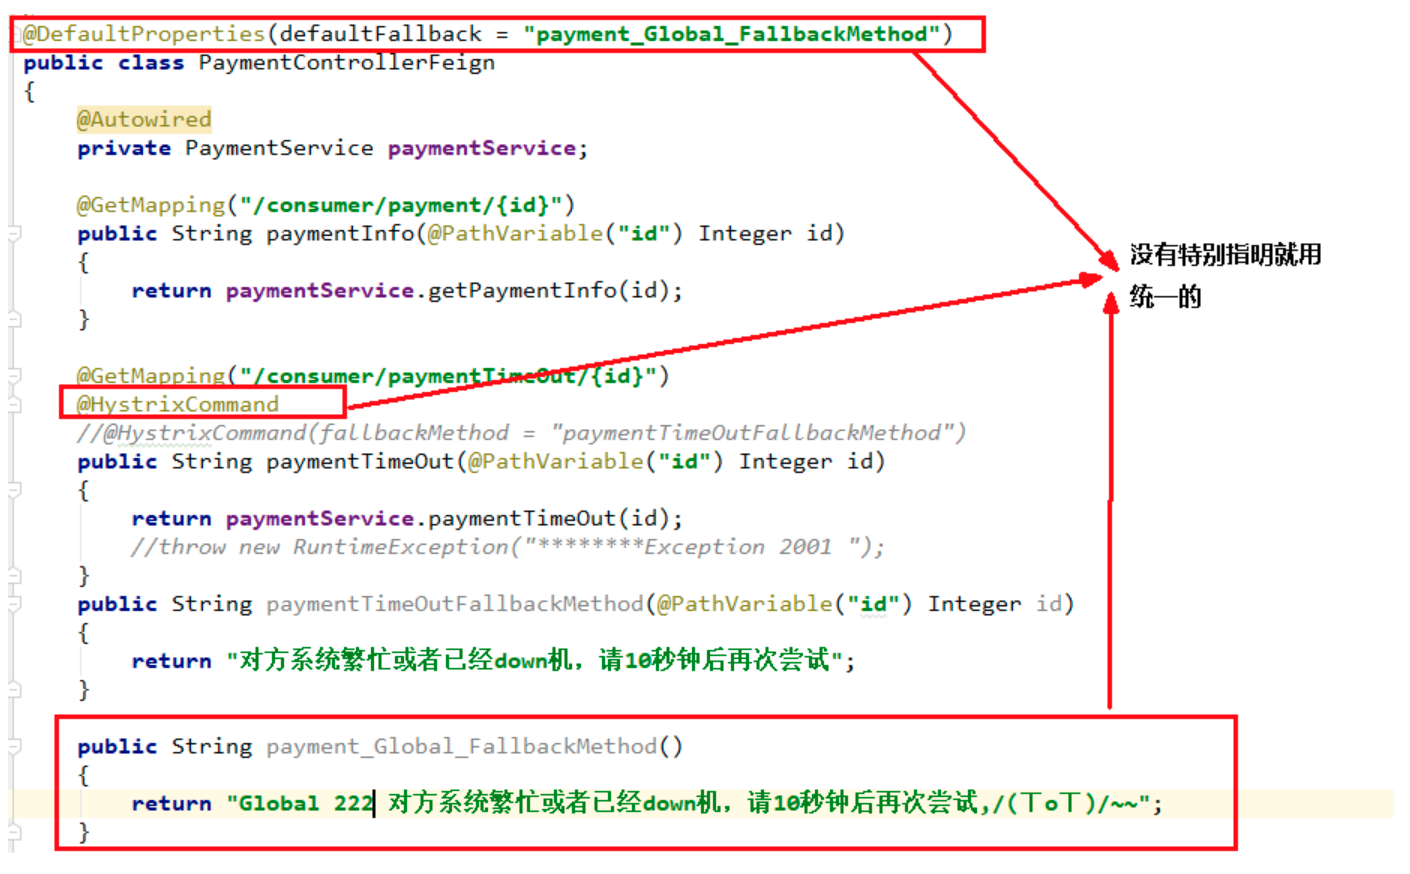 @DefaultProperties(defaultFallback = "payment_Global_FallbackMethod")
public class PaymentControllerFeign
{
@Autowired
private PaymentService paymentService;
@GetMapping("/consumer/payment/{id}")
public String paymentInfo(@PathVariable("id") Integer id)
{
return paymentService.getPaymentInfo(id);
}
没有特别指明就用
统一的
@GetMapping("/consumer/paymentTimeOut/{id}")
@HystrixCommand
//@HystrixCommand(fallbackMethod = "paymentTimeOutFallbackMethod")
public String paymentTimeOut(@PathVariable("id") Integer id)
{
return paymentService.paymentTimeOut(id);
//throw new RuntimeException("********Exception 2001 ");
}
public String paymentTimeOutFallbackMethod(@PathVariable("id") Integer id)
{
return "对方系统繁忙或者已经down机，请10秒钟后再次尝试";
}
public String payment_Global_FallbackMethod()
{
return "Global 222 对方系统繁忙或者已经down机，请10秒钟后再次尝试,/(ㄒoㄒ)/~~";
}